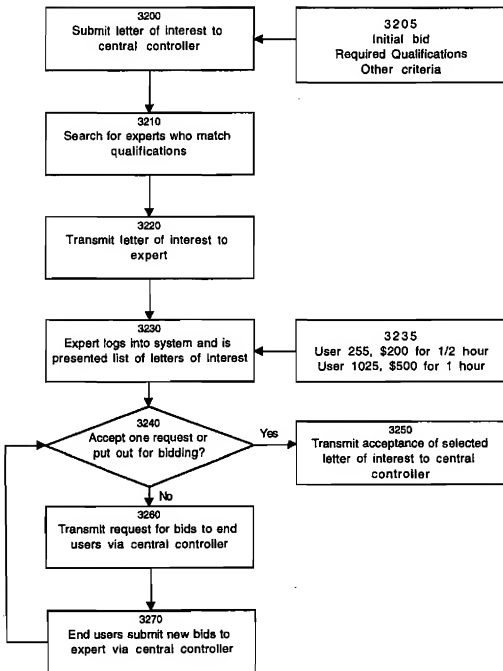 3200
Submit letter of interest to
central controller
3205
Initial bid
Required Qualifications
Other criteria
3210
Search for experts who match
qualifications
3220
Transmit letter of interest to
expert
3230
Expert logs into system and is
presented list of letters of interest
3235
User 255, $200 for 1/2 hour
User 1025, $500 for 1 hour
3240
Accept one request or
put out for bidding?
Yes
3250
Transmit acceptance of selected
letter of interest to central
controller
No
3260
Transmit request for bids to end
users via central controller
3270
End users submit new bids to
expert via central controller